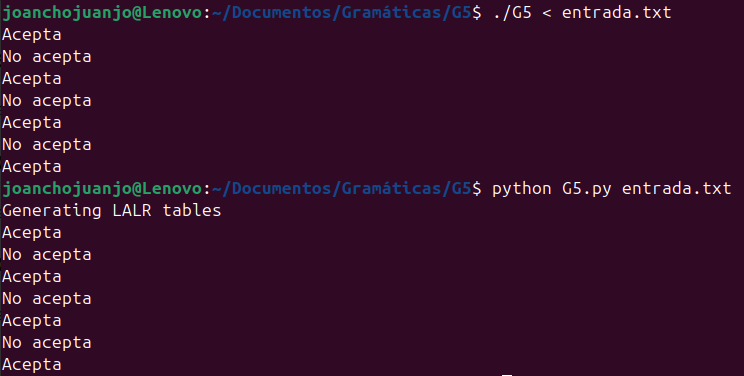 joanchojuanjo@Lenovo:~/Documentos/Gramáticas/G5$ ./G5 < entrada.txt
Acepta
No acepta
Acepta
No acepta
Acepta
No acepta
Acepta
joanchojuanjo@Lenovo:~/Documentos/Gramáticas/G5$ python G5.py entrada.txt
Generating LALR tables
Acepta
No acepta
Acepta
No acepta
Acepta
No acepta
Acepta